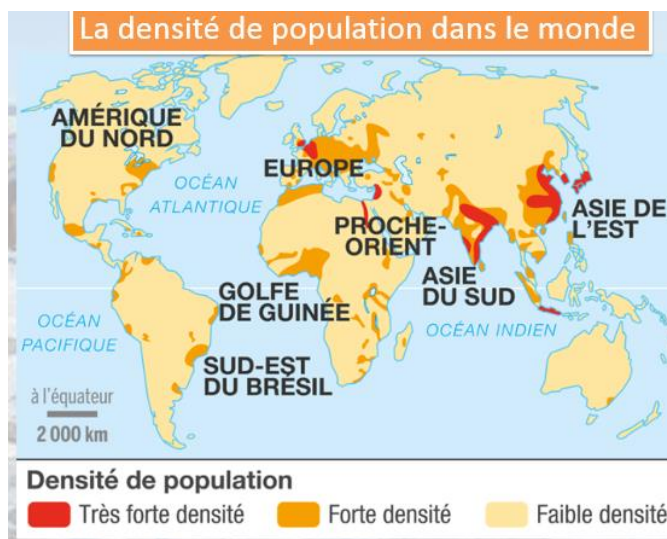 La densité de population dans le monde
AMÉRIQUE
DU NORD
OCÉAN
ATLANTIQUE
EUROPE
PROCHE-
ORIENT
ASIE DE
L'EST
ASIE
DU SUD
GOLFE
DE GUINÉE
OCÉAN
PACIFIQUE
OCÉAN INDIEN
SUD-EST
DU BRÉSIL
à l'équateur
2 000 km
Densité de population
Très forte densité
Forte densité
Faible densité